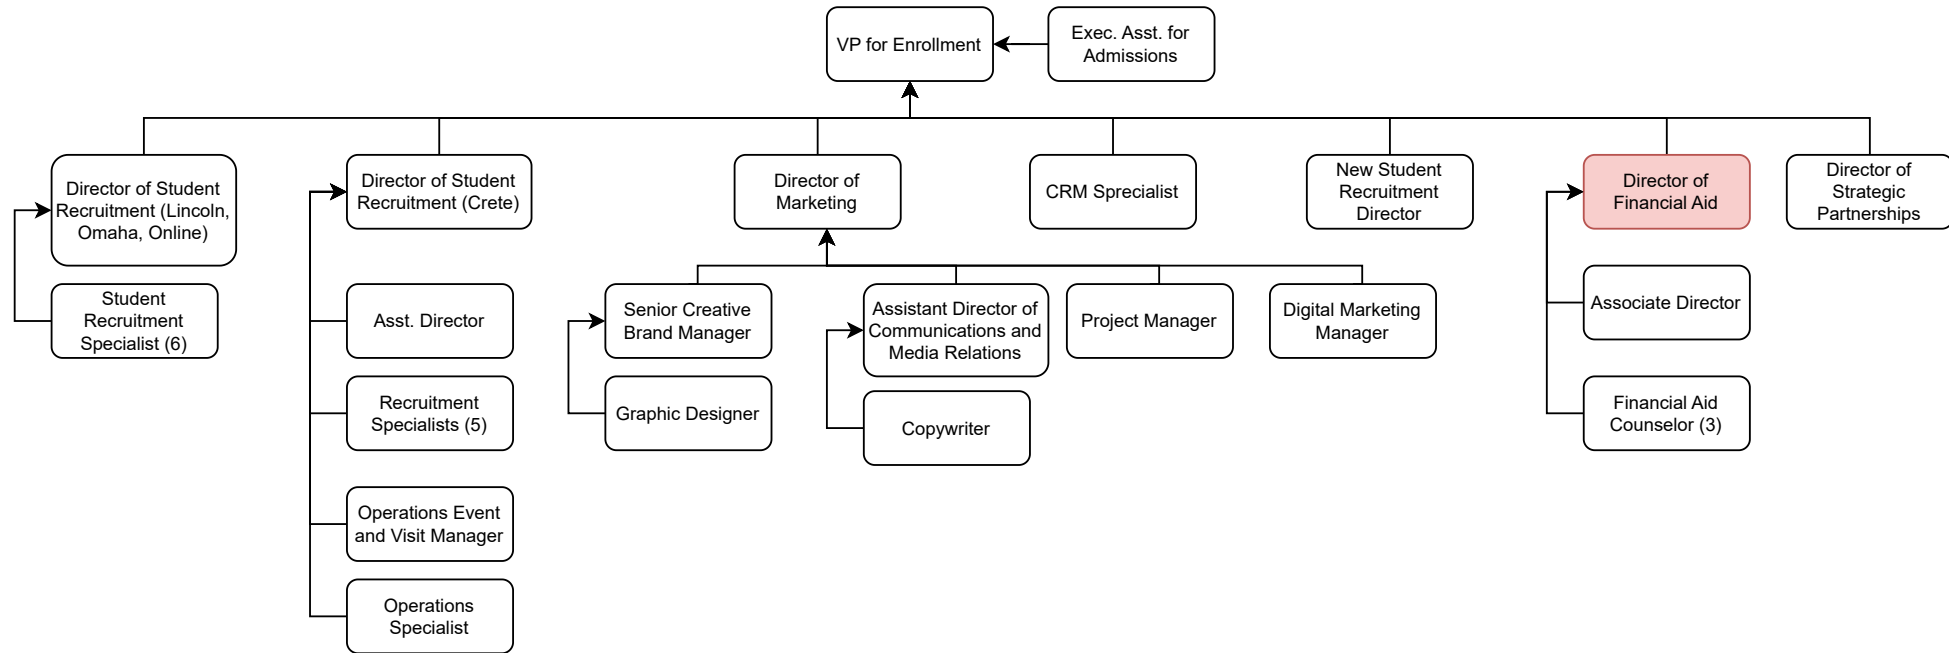 VP for Enrollment
Exec. Asst. for
Admissions
Director of Student
Recruitment (Lincoln,
Omaha, Online)
Director of Student
Recruitment (Crete)
Director of
Marketing
CRM Sprecialist
New Student
Recruitment
Director
Director of
Financial Aid
Director of
Strategic
Partnerships
Student
Recruitment
Specialist (6)
Asst. Director
Senior Creative
Brand Manager
Assistant Director of
Communications and
Media Relations
Project Manager
Digital Marketing
Manager
Associate Director
Recruitment
Specialists (5)
Graphic Designer
Copywriter
Financial Aid
Counselor (3)
Operations Event
and Visit Manager
Operations
Specialist